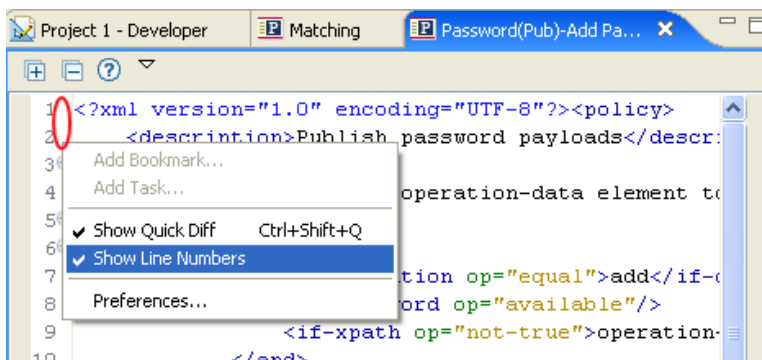 Project 1 - Developer Matching Password(Pub)-Add Pa...
1 <?xml version="1.0" encoding="UTF-8"?><policy>
2 <description>Publish password payloads</descr
3 Add Bookmark...
4 Add Task... operation-data element to
5 Show Quick Diff Ctrl+Shift+Q
6 Show Line Numbers
7 tion op="equal">add</if-
8 Preferences... ord op="available"/>
9 <if-xpath op="not-true">operation-
10 </and>